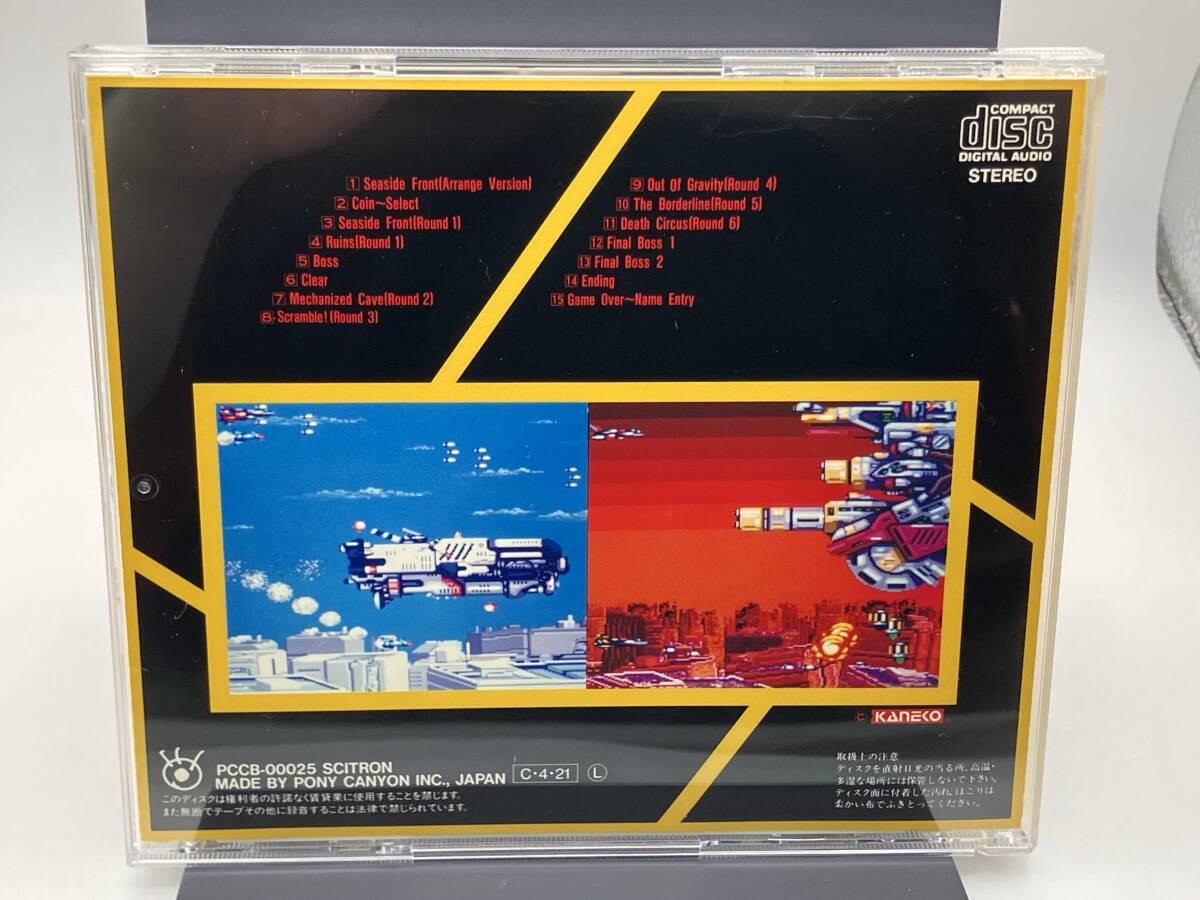 COMPACT
disc
DIGITAL AUDIO
STEREO
1 Seaside Front(Arrange Version)
2 Coin~Select
3 Seaside Front(Round 1)
4 Ruins(Round 1)
5 Boss
6 Clear
7 Mechanized Cave(Round 2)
8 Scramble!(Round 3)
9 Out Of Gravity(Round 4)
10 The Borderline(Round 5)
11 Death Circus(Round 6)
12 Final Boss 1
13 Final Boss 2
14 Ending
15 Game Over~Name Entry
© KANEKO
PCCB-00025 SCITRON
MADE BY PONY CANYON INC., JAPAN C・4・21 Ⓛ
このディスクは権利者の許諾なく賃貸業に使用することを禁じます。
また無断でテープその他に録音することは法律で禁じられています。
取扱上の注意
ディスクを直射日光の当る所、高温・
多湿な場所には保管しないで下さい。
ディスク面に付着した汚れ、ほこりは
柔かい布でふきとってください。